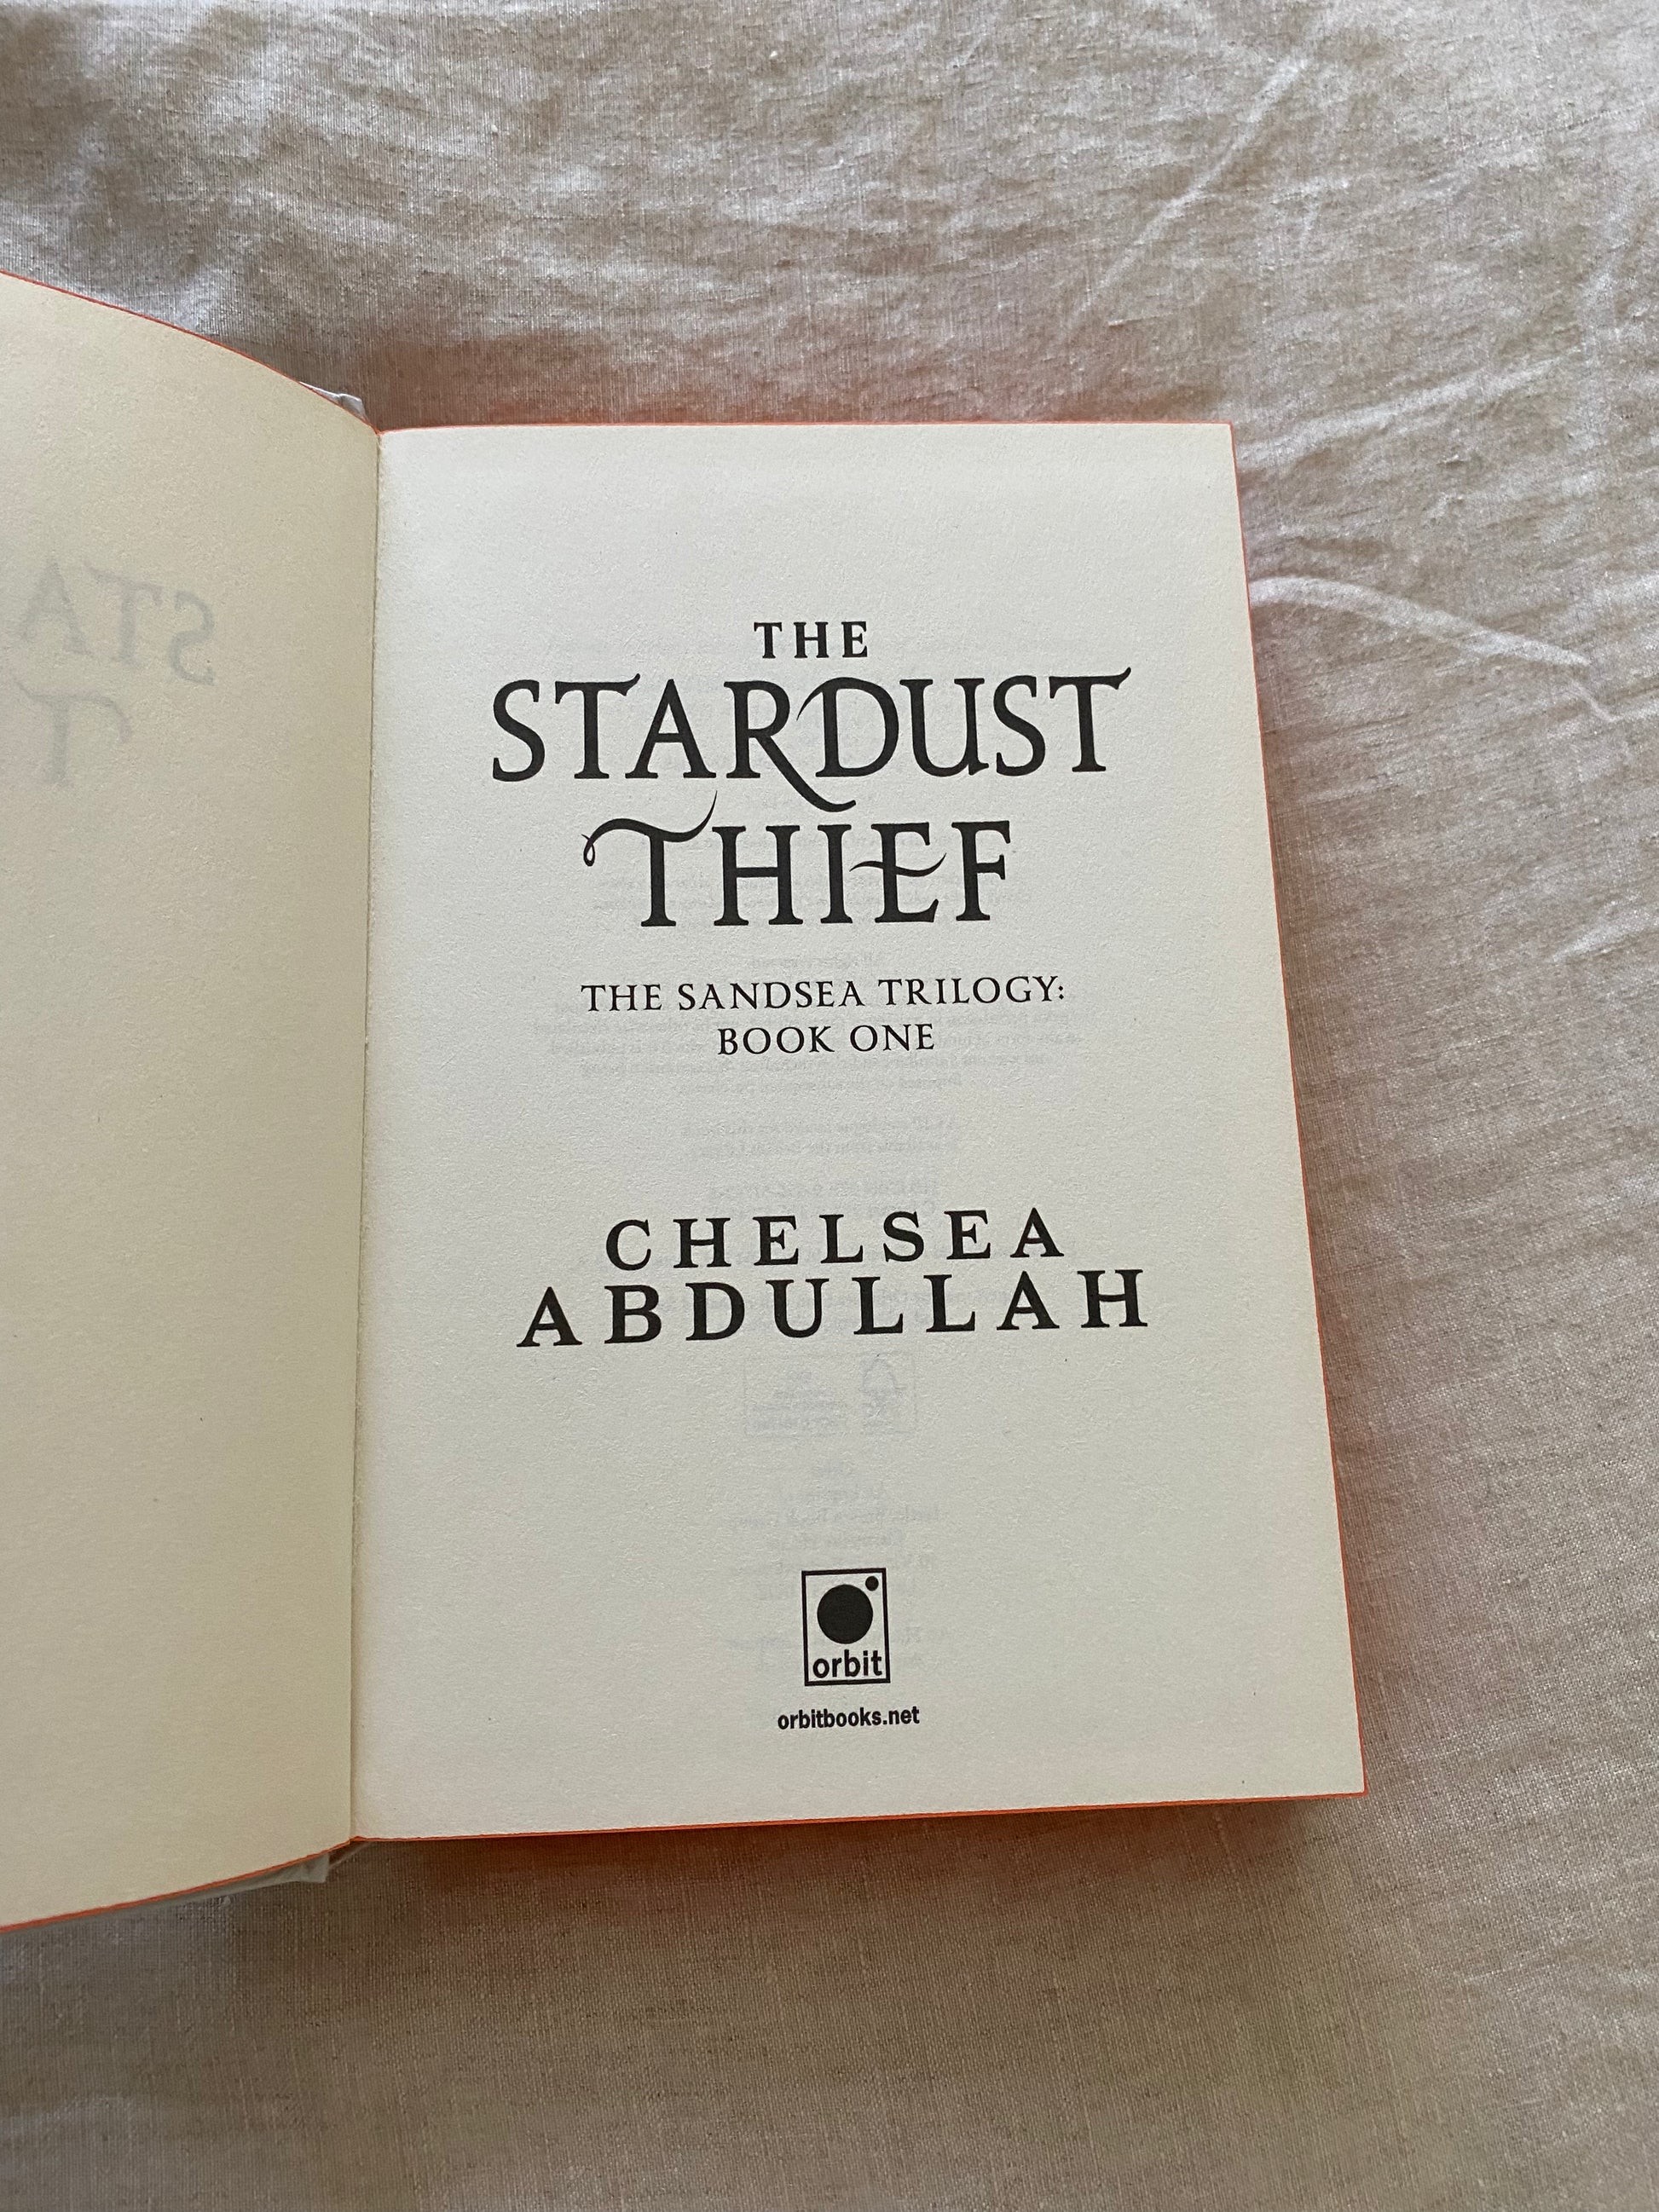 THE
STARDUST
THIEF
THE SANDSEA TRILOGY:
BOOK ONE
CHELSEA
ABDULLAH
orbit
orbitbooks.net